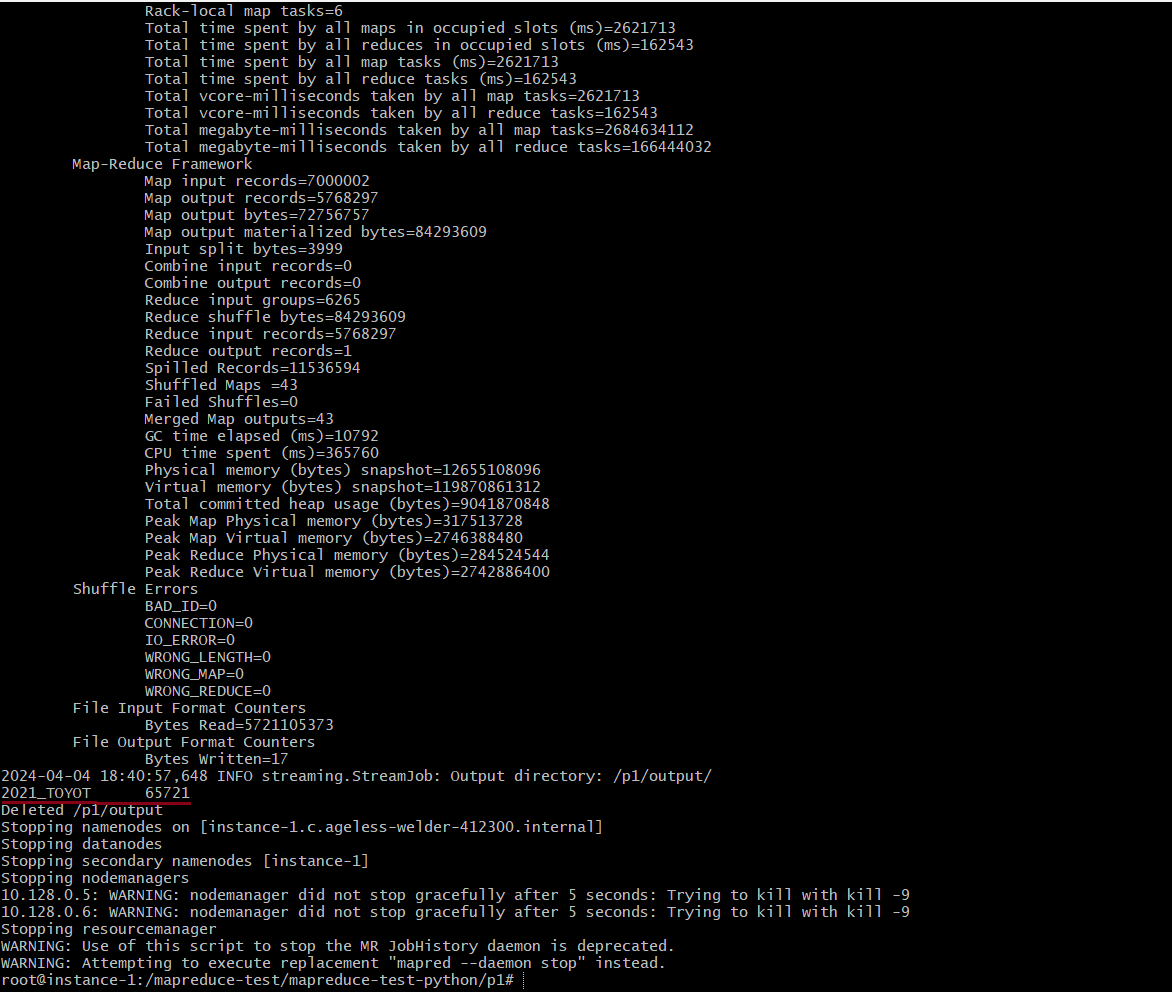 Rack-local map tasks=6
Total time spent by all maps in occupied slots (ms)=2621713
Total time spent by all reduces in occupied slots (ms)=162543
Total time spent by all map tasks (ms)=2621713
Total time spent by all reduce tasks (ms)=162543
Total vcore-milliseconds taken by all map tasks=2621713
Total vcore-milliseconds taken by all reduce tasks=162543
Total megabyte-milliseconds taken by all map tasks=2684634112
Total megabyte-milliseconds taken by all reduce tasks=166444032
Map-Reduce Framework
Map input records=7000002
Map output records=5768297
Map output bytes=72756757
Map output materialized bytes=84293609
Input split bytes=3999
Combine input records=0
Combine output records=0
Reduce input groups=6265
Reduce shuffle bytes=84293609
Reduce input records=5768297
Reduce output records=1
Spilled Records=11536594
Shuffled Maps =43
Failed Shuffles=0
Merged Map outputs=43
GC time elapsed (ms)=10792
CPU time spent (ms)=365760
Physical memory (bytes) snapshot=12655108096
Virtual memory (bytes) snapshot=119870861312
Total committed heap usage (bytes)=9041870848
Peak Map Physical memory (bytes)=317513728
Peak Map Virtual memory (bytes)=2746388480
Peak Reduce Physical memory (bytes)=284524544
Peak Reduce Virtual memory (bytes)=2742886400
Shuffle Errors
BAD_ID=0
CONNECTION=0
IO_ERROR=0
WRONG_LENGTH=0
WRONG_MAP=0
WRONG_REDUCE=0
File Input Format Counters
Bytes Read=5721105373
File Output Format Counters
Bytes Written=17
2024-04-04 18:40:57,648 INFO streaming.StreamJob: Output directory: /p1/output/
2021_TOYOT 65721
Deleted /p1/output
Stopping namenodes on [instance-1.c.ageless-welder-412300.internal]
Stopping datanodes
Stopping secondary namenodes [instance-1]
Stopping nodemanagers
10.128.0.5: WARNING: nodemanager did not stop gracefully after 5 seconds: Trying to kill with kill -9
10.128.0.6: WARNING: nodemanager did not stop gracefully after 5 seconds: Trying to kill with kill -9
Stopping resourcemanager
WARNING: Use of this script to stop the MR JobHistory daemon is deprecated.
WARNING: Attempting to execute replacement "mapred --daemon stop" instead.
root@instance-1:/mapreduce-test/mapreduce-test-python/p1#